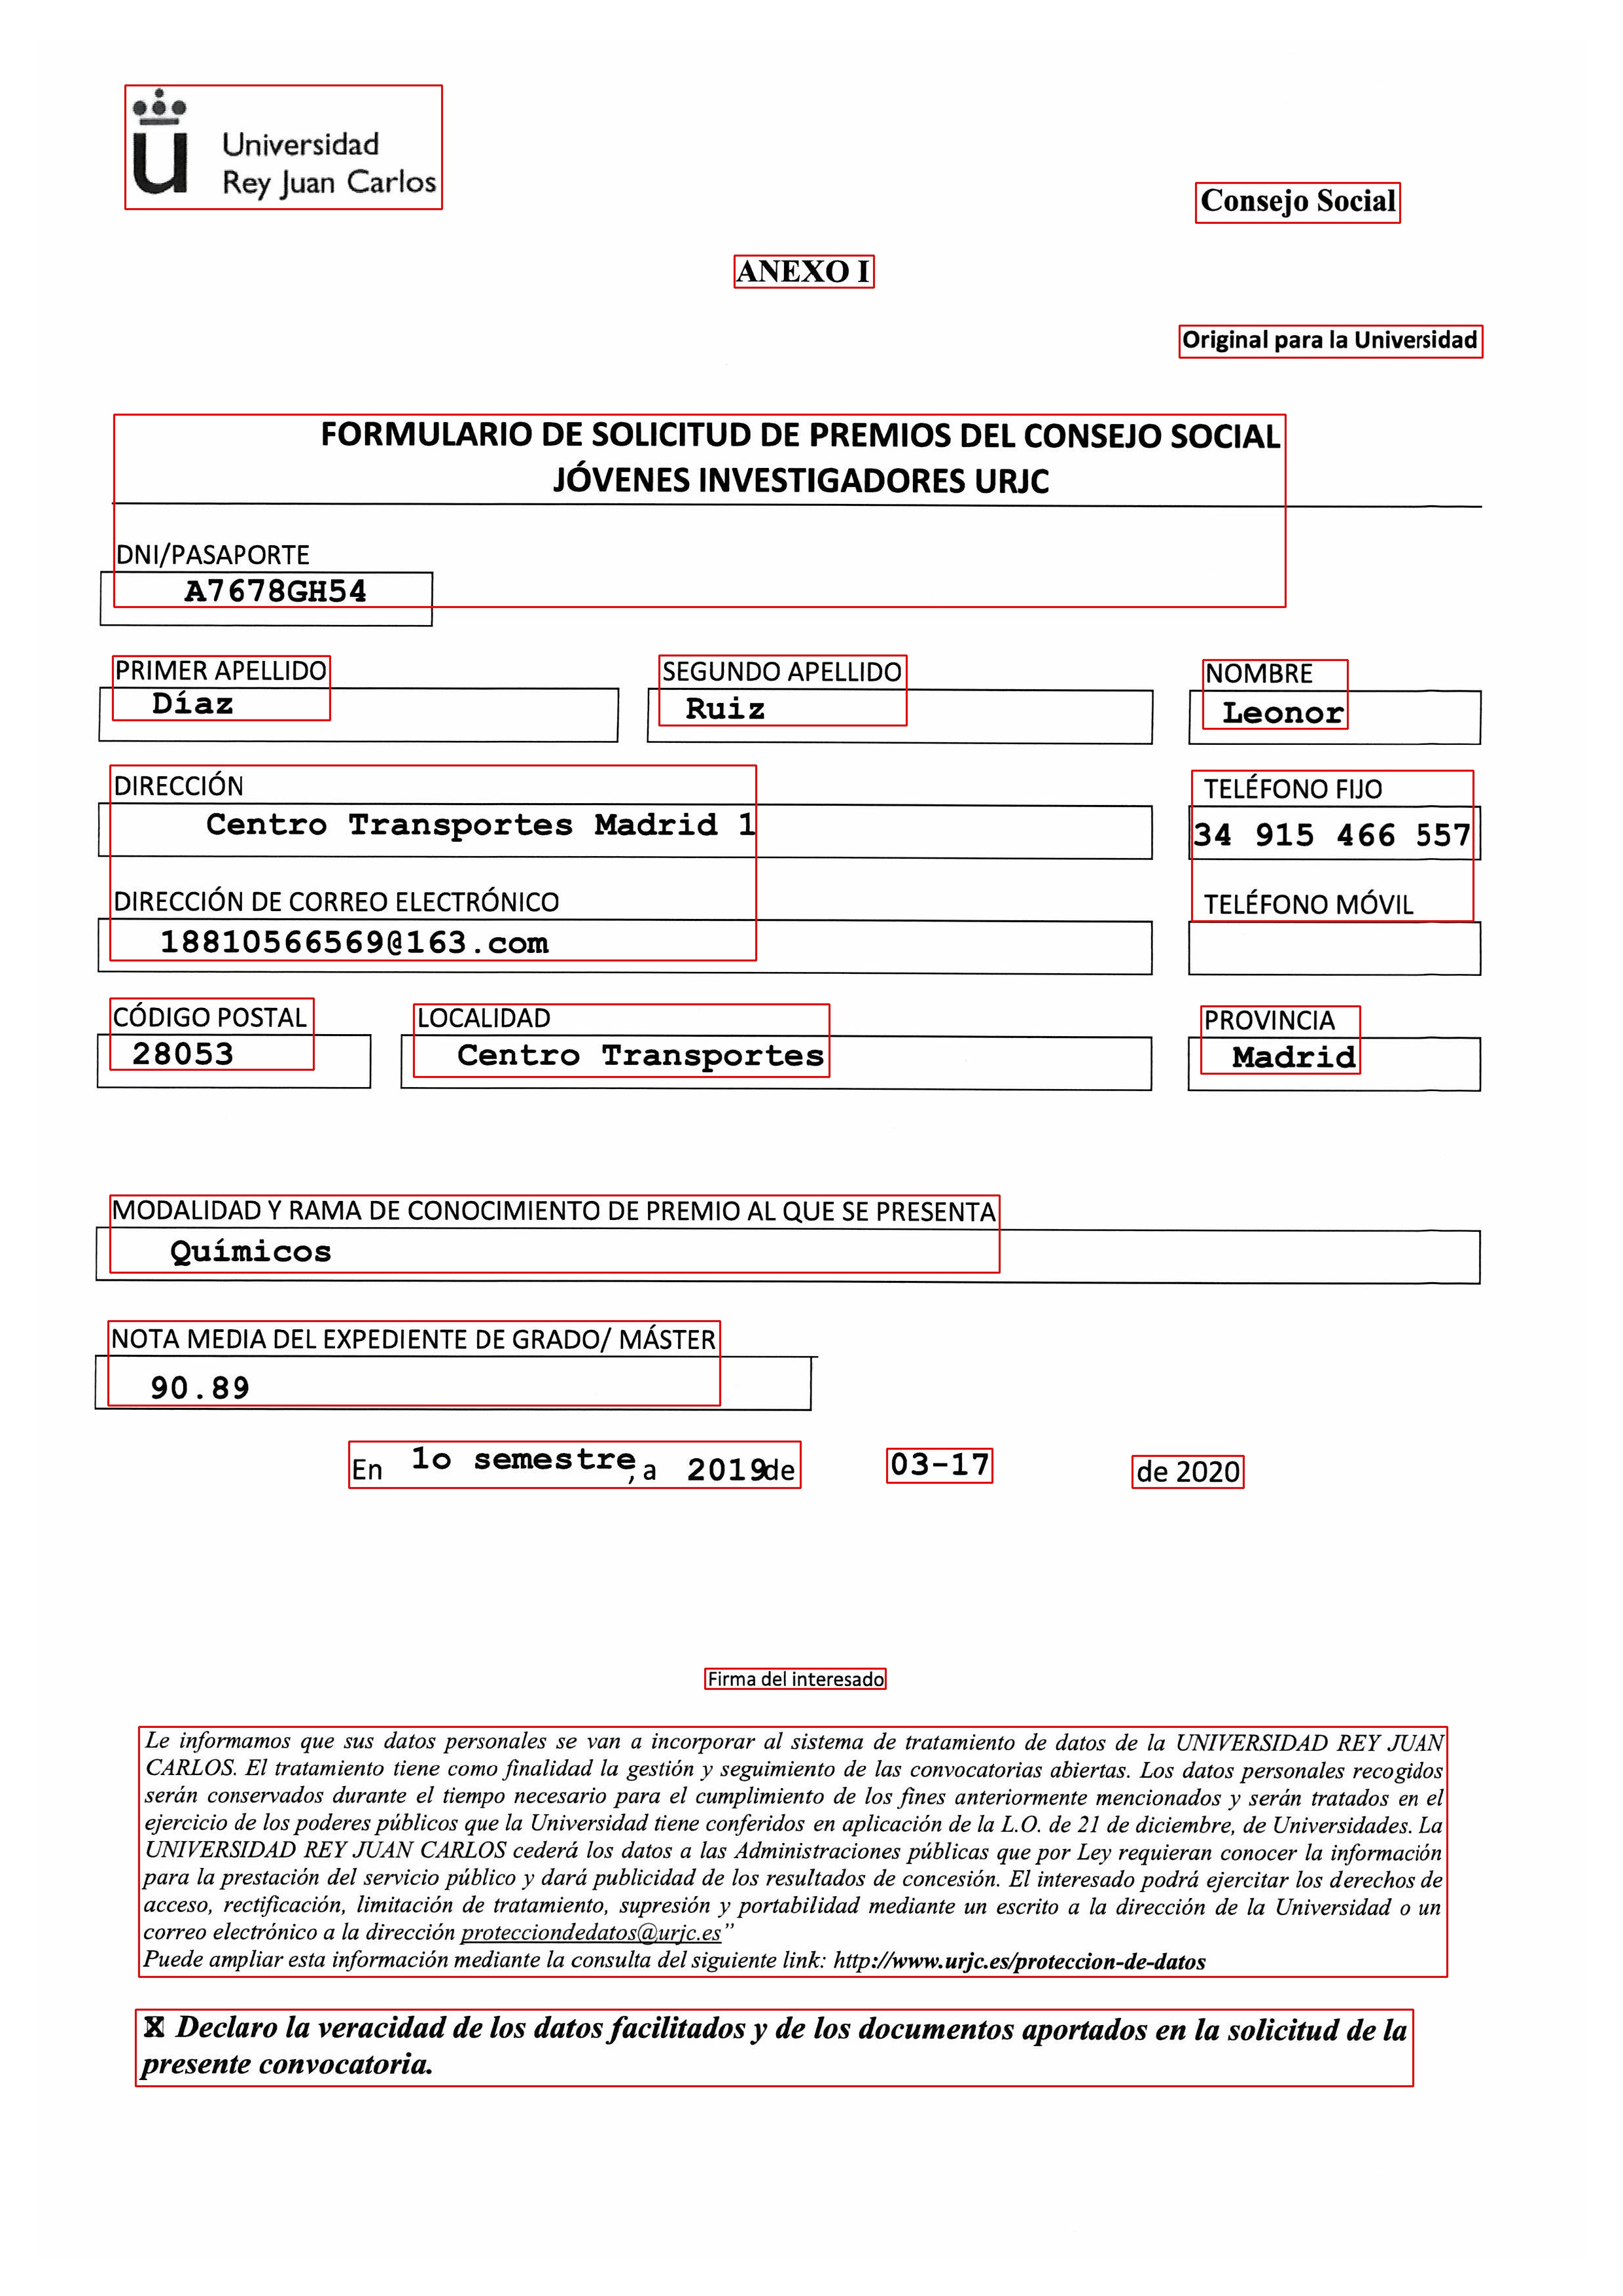 Universidad
Rey Juan Carlos
Consejo Social
ANEXO I
Original para la Universidad
FORMULARIO DE SOLICITUD DE PREMIOS DEL CONSEJO SOCIAL
JÓVENES INVESTIGADORES URJC
DNI/PASAPORTE
A7678GH54
PRIMER APELLIDO SEGUNDO APELLIDO NOMBRE
Díaz Ruiz Leonor
DIRECCIÓN TELÉFONO FIJO
Centro Transportes Madrid 1 34 915 466 557
DIRECCIÓN DE CORREO ELECTRÓNICO TELÉFONO MÓVIL
18810566569@163.com
CÓDIGO POSTAL LOCALIDAD PROVINCIA
28053 Centro Transportes Madrid
MODALIDAD Y RAMA DE CONOCIMIENTO DE PREMIO AL QUE SE PRESENTA
Químicos
NOTA MEDIA DEL EXPEDIENTE DE GRADO/ MÁSTER
90.89
En 1o semestre, a 2019 de 03-17 de 2020
Firma del interesado
Le informamos que sus datos personales se van a incorporar al sistema de tratamiento de datos de la UNIVERSIDAD REY JUAN
CARLOS. El tratamiento tiene como finalidad la gestión y seguimiento de las convocatorias abiertas. Los datos personales recogidos
serán conservados durante el tiempo necesario para el cumplimiento de los fines anteriormente mencionados y serán tratados en el
ejercicio de los poderes públicos que la Universidad tiene conferidos en aplicación de la L.O. de 21 de diciembre, de Universidades. La
UNIVERSIDAD REY JUAN CARLOS cederá los datos a las Administraciones públicas que por Ley requieran conocer la información
para la prestación del servicio público y dará publicidad de los resultados de concesión. El interesado podrá ejercitar los derechos de
acceso, rectificación, limitación de tratamiento, supresión y portabilidad mediante un escrito a la dirección de la Universidad o un
correo electrónico a la dirección protecciondedatos@urjc.es”
Puede ampliar esta información mediante la consulta del siguiente link: http://www.urjc.es/proteccion-de-datos
X Declaro la veracidad de los datos facilitados y de los documentos aportados en la solicitud de la
presente convocatoria.